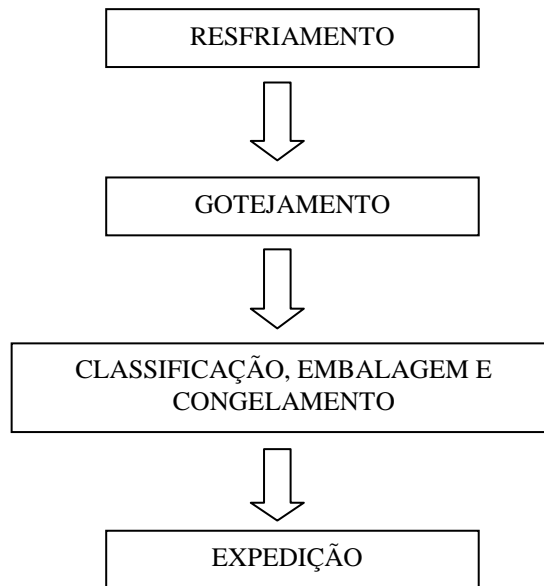 RESFRIAMENTO
GOTEJAMENTO
CLASSIFICAÇÃO, EMBALAGEM E
CONGELAMENTO
EXPEDIÇÃO